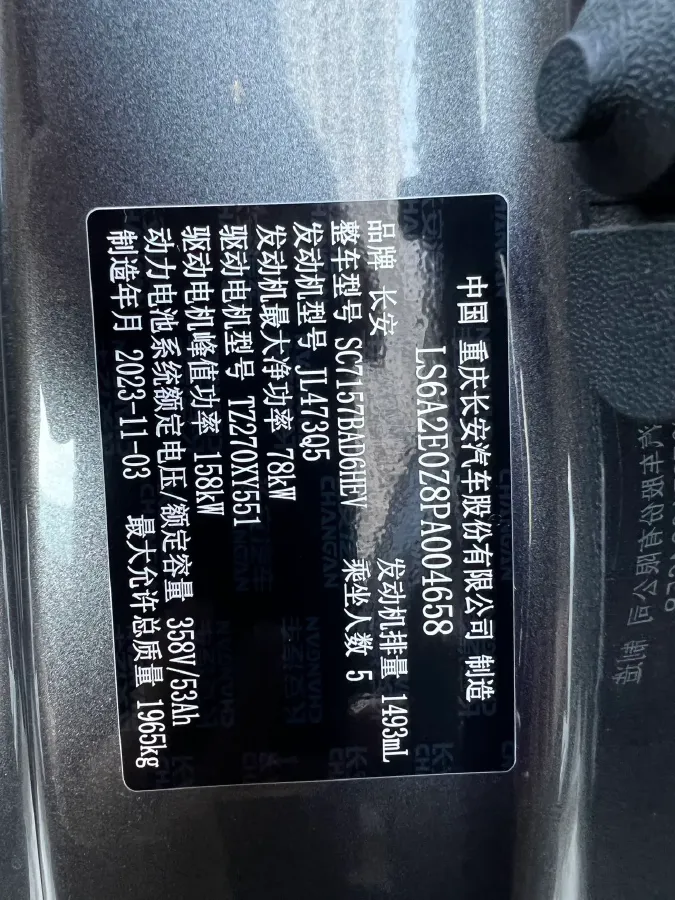 中国 重庆长安汽车股份有限公司 制造
LS6A2E0Z8PA004658
品牌 长安 发动机排量 1493mL
整车型号 SC7157BAD6HEV 乘坐人数 5
发动机型号 JL473Q5
发动机最大净功率 78kW
驱动电机型号 TZ270XY551
驱动电机峰值功率 158kW
动力电池系统额定电压/额定容量 358V/53Ah
制造年月 2023-11-03 最大允许总质量 1965kg